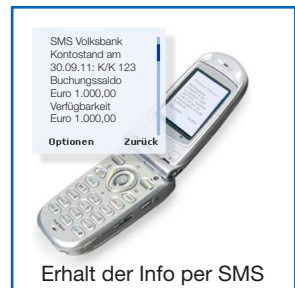 SMS Volksbank
Kontostand am
30.09.11: K/K 123
Buchungssaldo
Euro 1.000,00
Verfügbarkeit
Euro 1.000,00
Optionen Zurück
Erhalt der Info per SMS